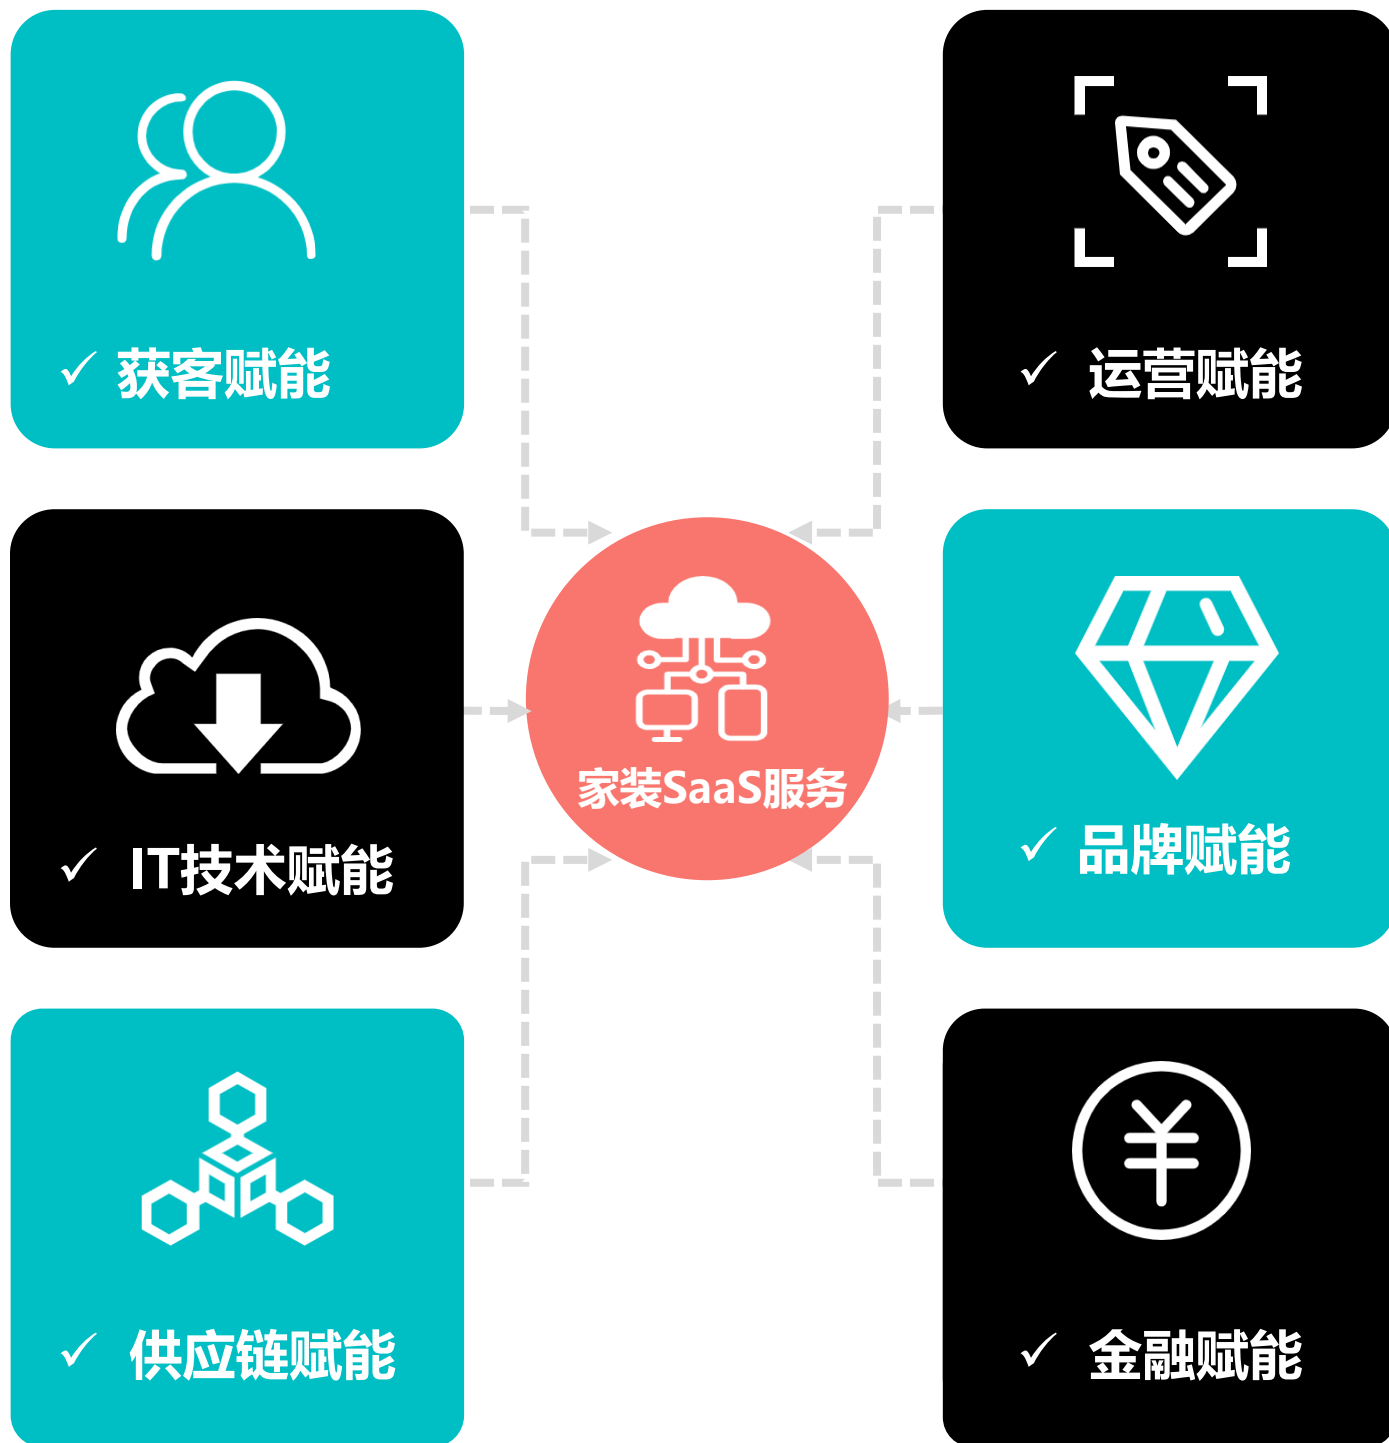 ✓ 获客赋能
✓ 运营赋能
家装SaaS服务
✓ IT技术赋能
✓ 品牌赋能
✓ 供应链赋能
✓ 金融赋能